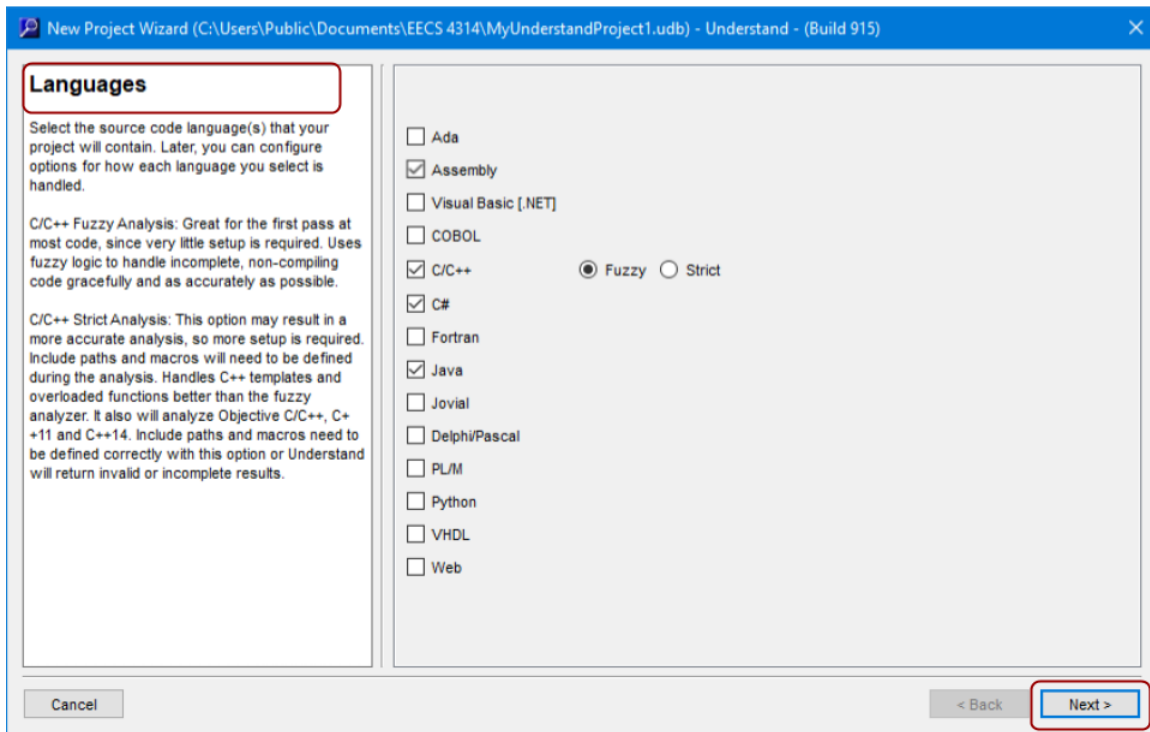 New Project Wizard (C:\Users\Public\Documents\EECS 4314\MyUnderstandProject1.udb) - Understand - (Build 915)
Languages
Select the source code language(s) that your
project will contain. Later, you can configure
options for how each language you select is
handled.
C/C++ Fuzzy Analysis: Great for the first pass at
most code, since very little setup is required. Uses
fuzzy logic to handle incomplete, non-compiling
code gracefully and as accurately as possible.
C/C++ Strict Analysis: This option may result in a
more accurate analysis, so more setup is required.
Include paths and macros will need to be defined
during the analysis. Handles C++ templates and
overloaded functions better than the fuzzy
analyzer. It also will analyze Objective C/C++, C+
+11 and C++14. Include paths and macros need to
be defined correctly with this option or Understand
will return invalid or incomplete results.
Ada
Assembly
Visual Basic [.NET]
COBOL
C/C++ Fuzzy Strict
C#
Fortran
Java
Jovial
Delphi/Pascal
PL/M
Python
VHDL
Web
Cancel < Back Next >